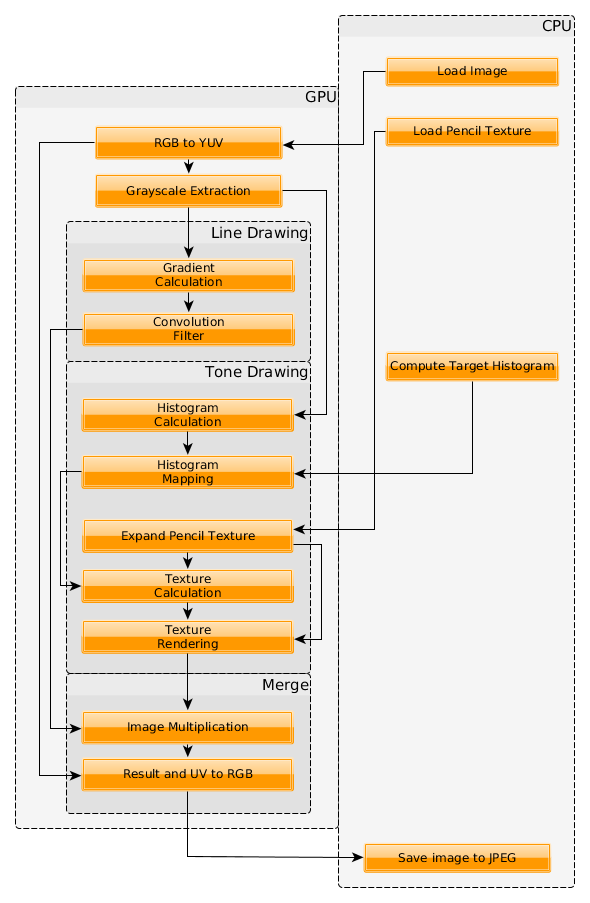 CPU
Load Image
GPU
Load Pencil Texture
RGB to YUV
Grayscale Extraction
Line Drawing
Gradient
Calculation
Convolution
Filter
Tone Drawing
Compute Target Histogram
Histogram
Calculation
Histogram
Mapping
Expand Pencil Texture
Texture
Calculation
Texture
Rendering
Merge
Image Multiplication
Result and UV to RGB
Save image to JPEG